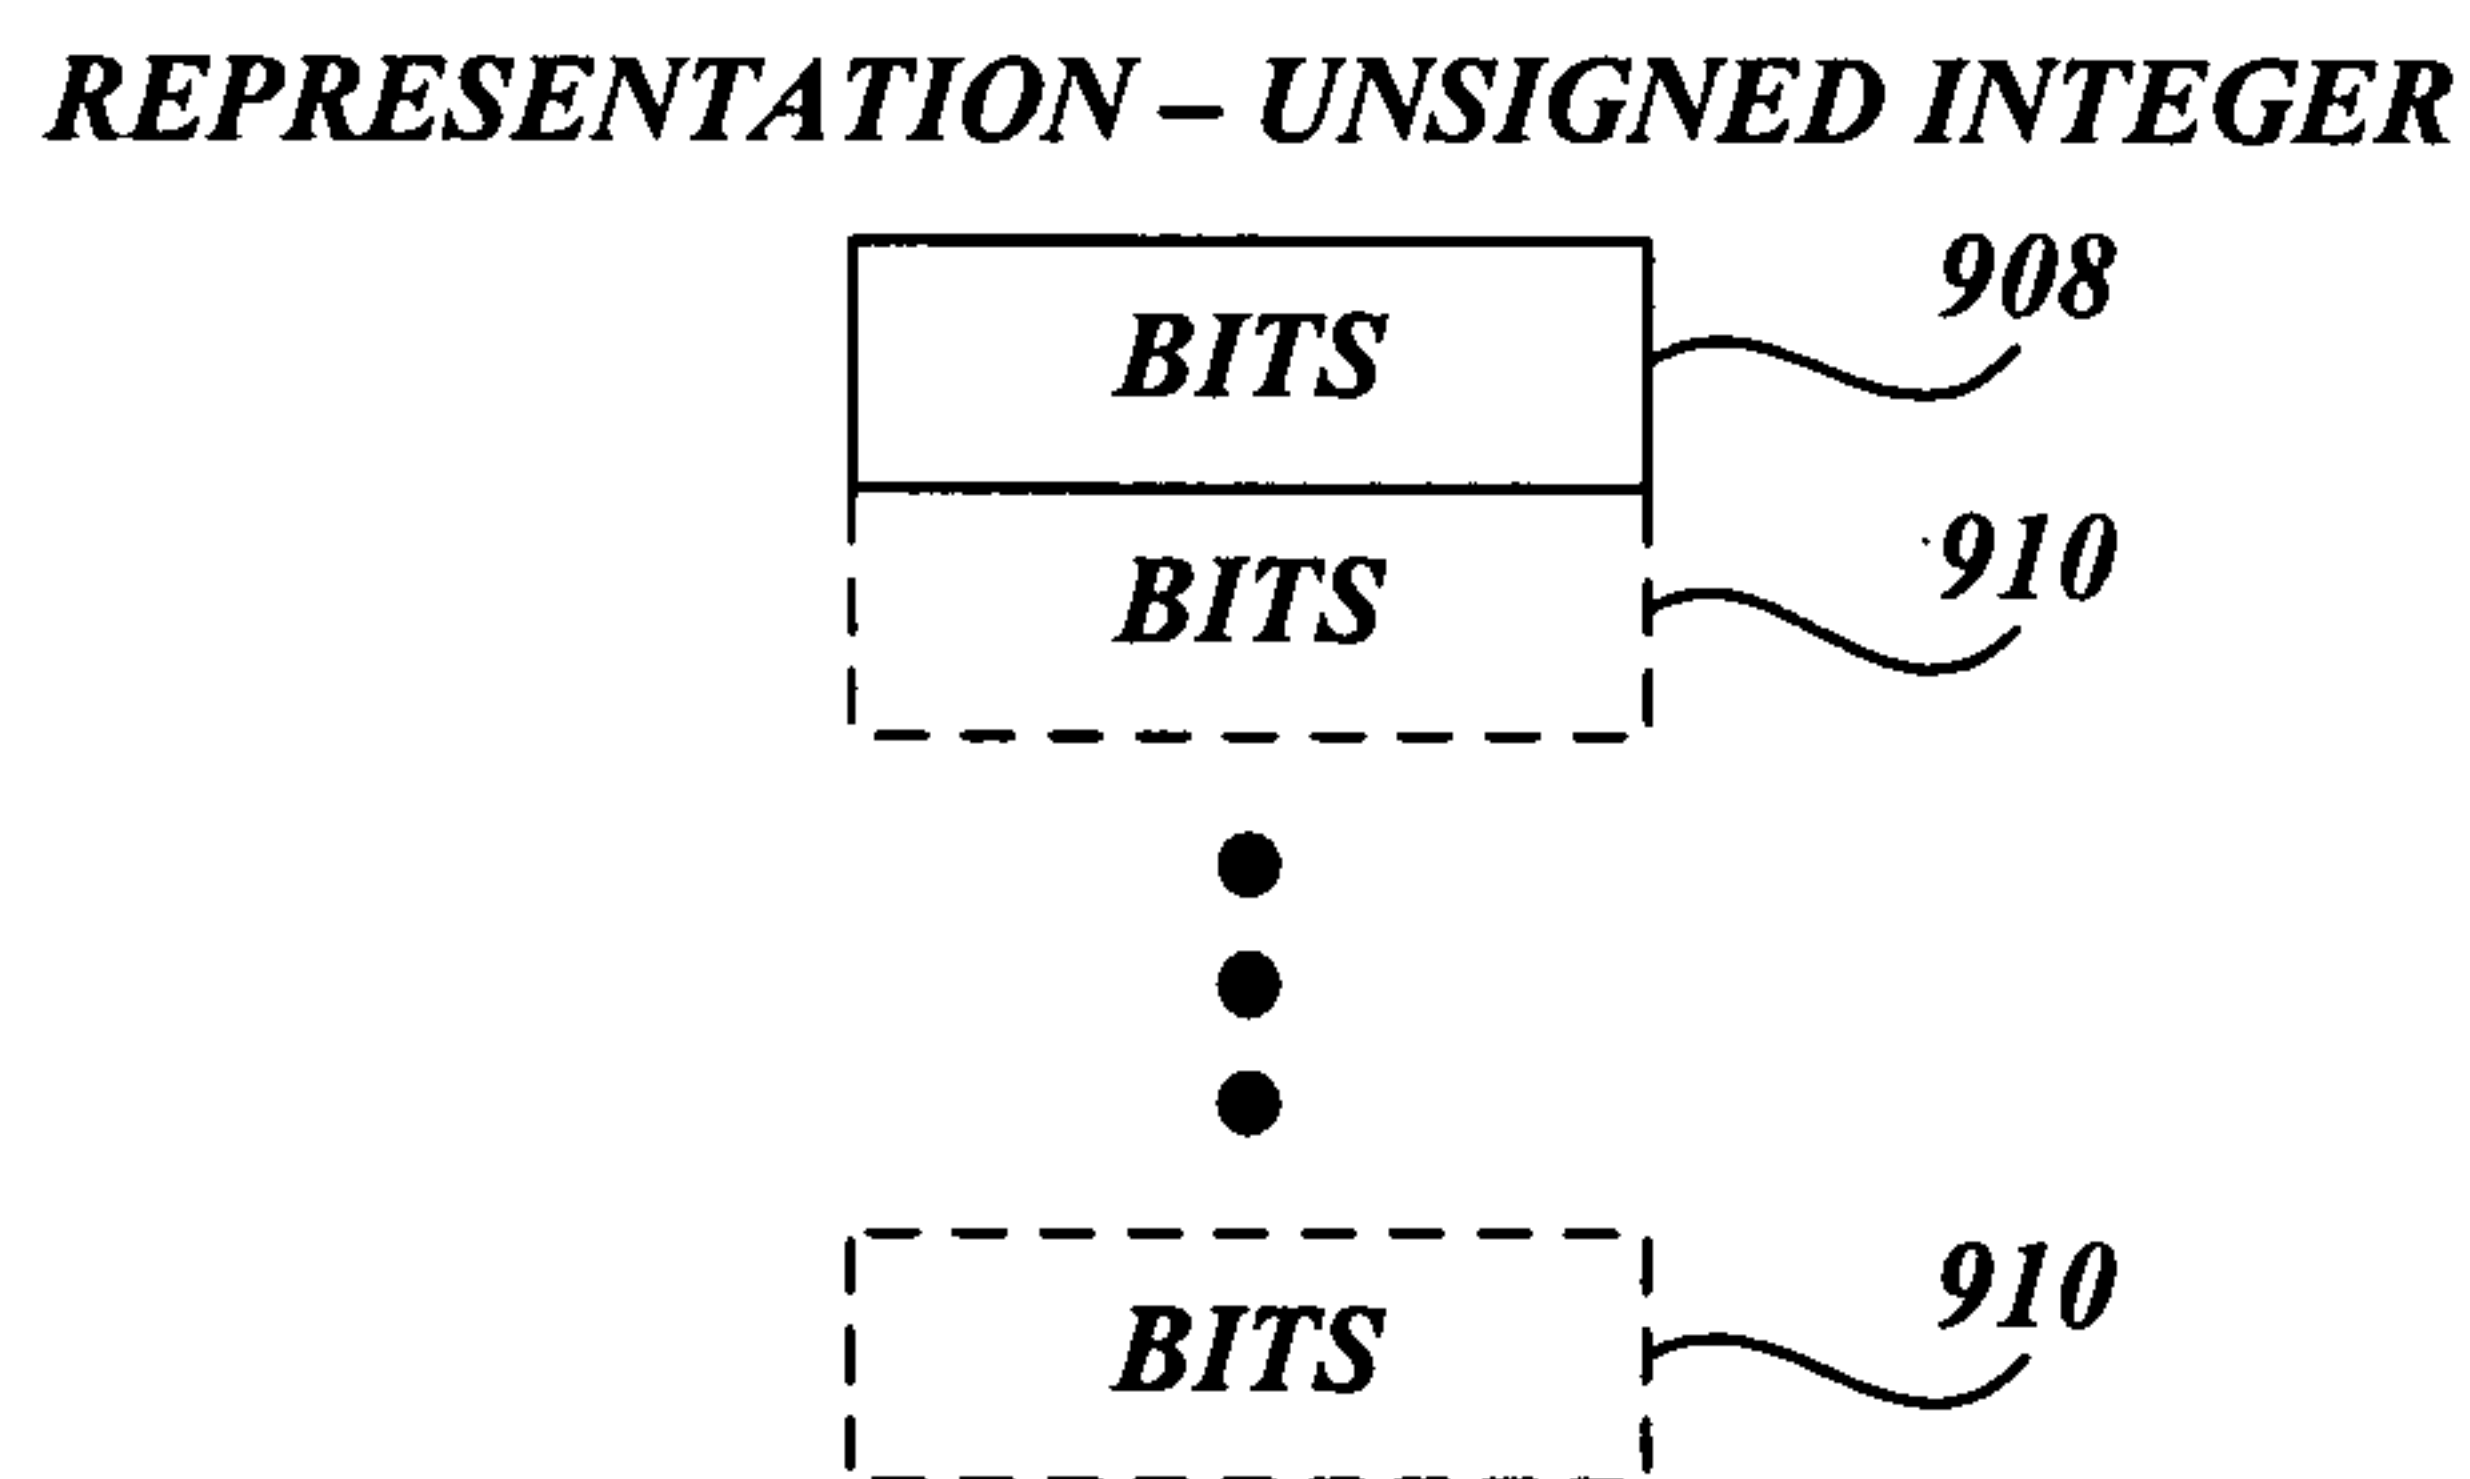 REPRESENTATION – UNSIGNED INTEGER
908
BITS
910
BITS
910
BITS